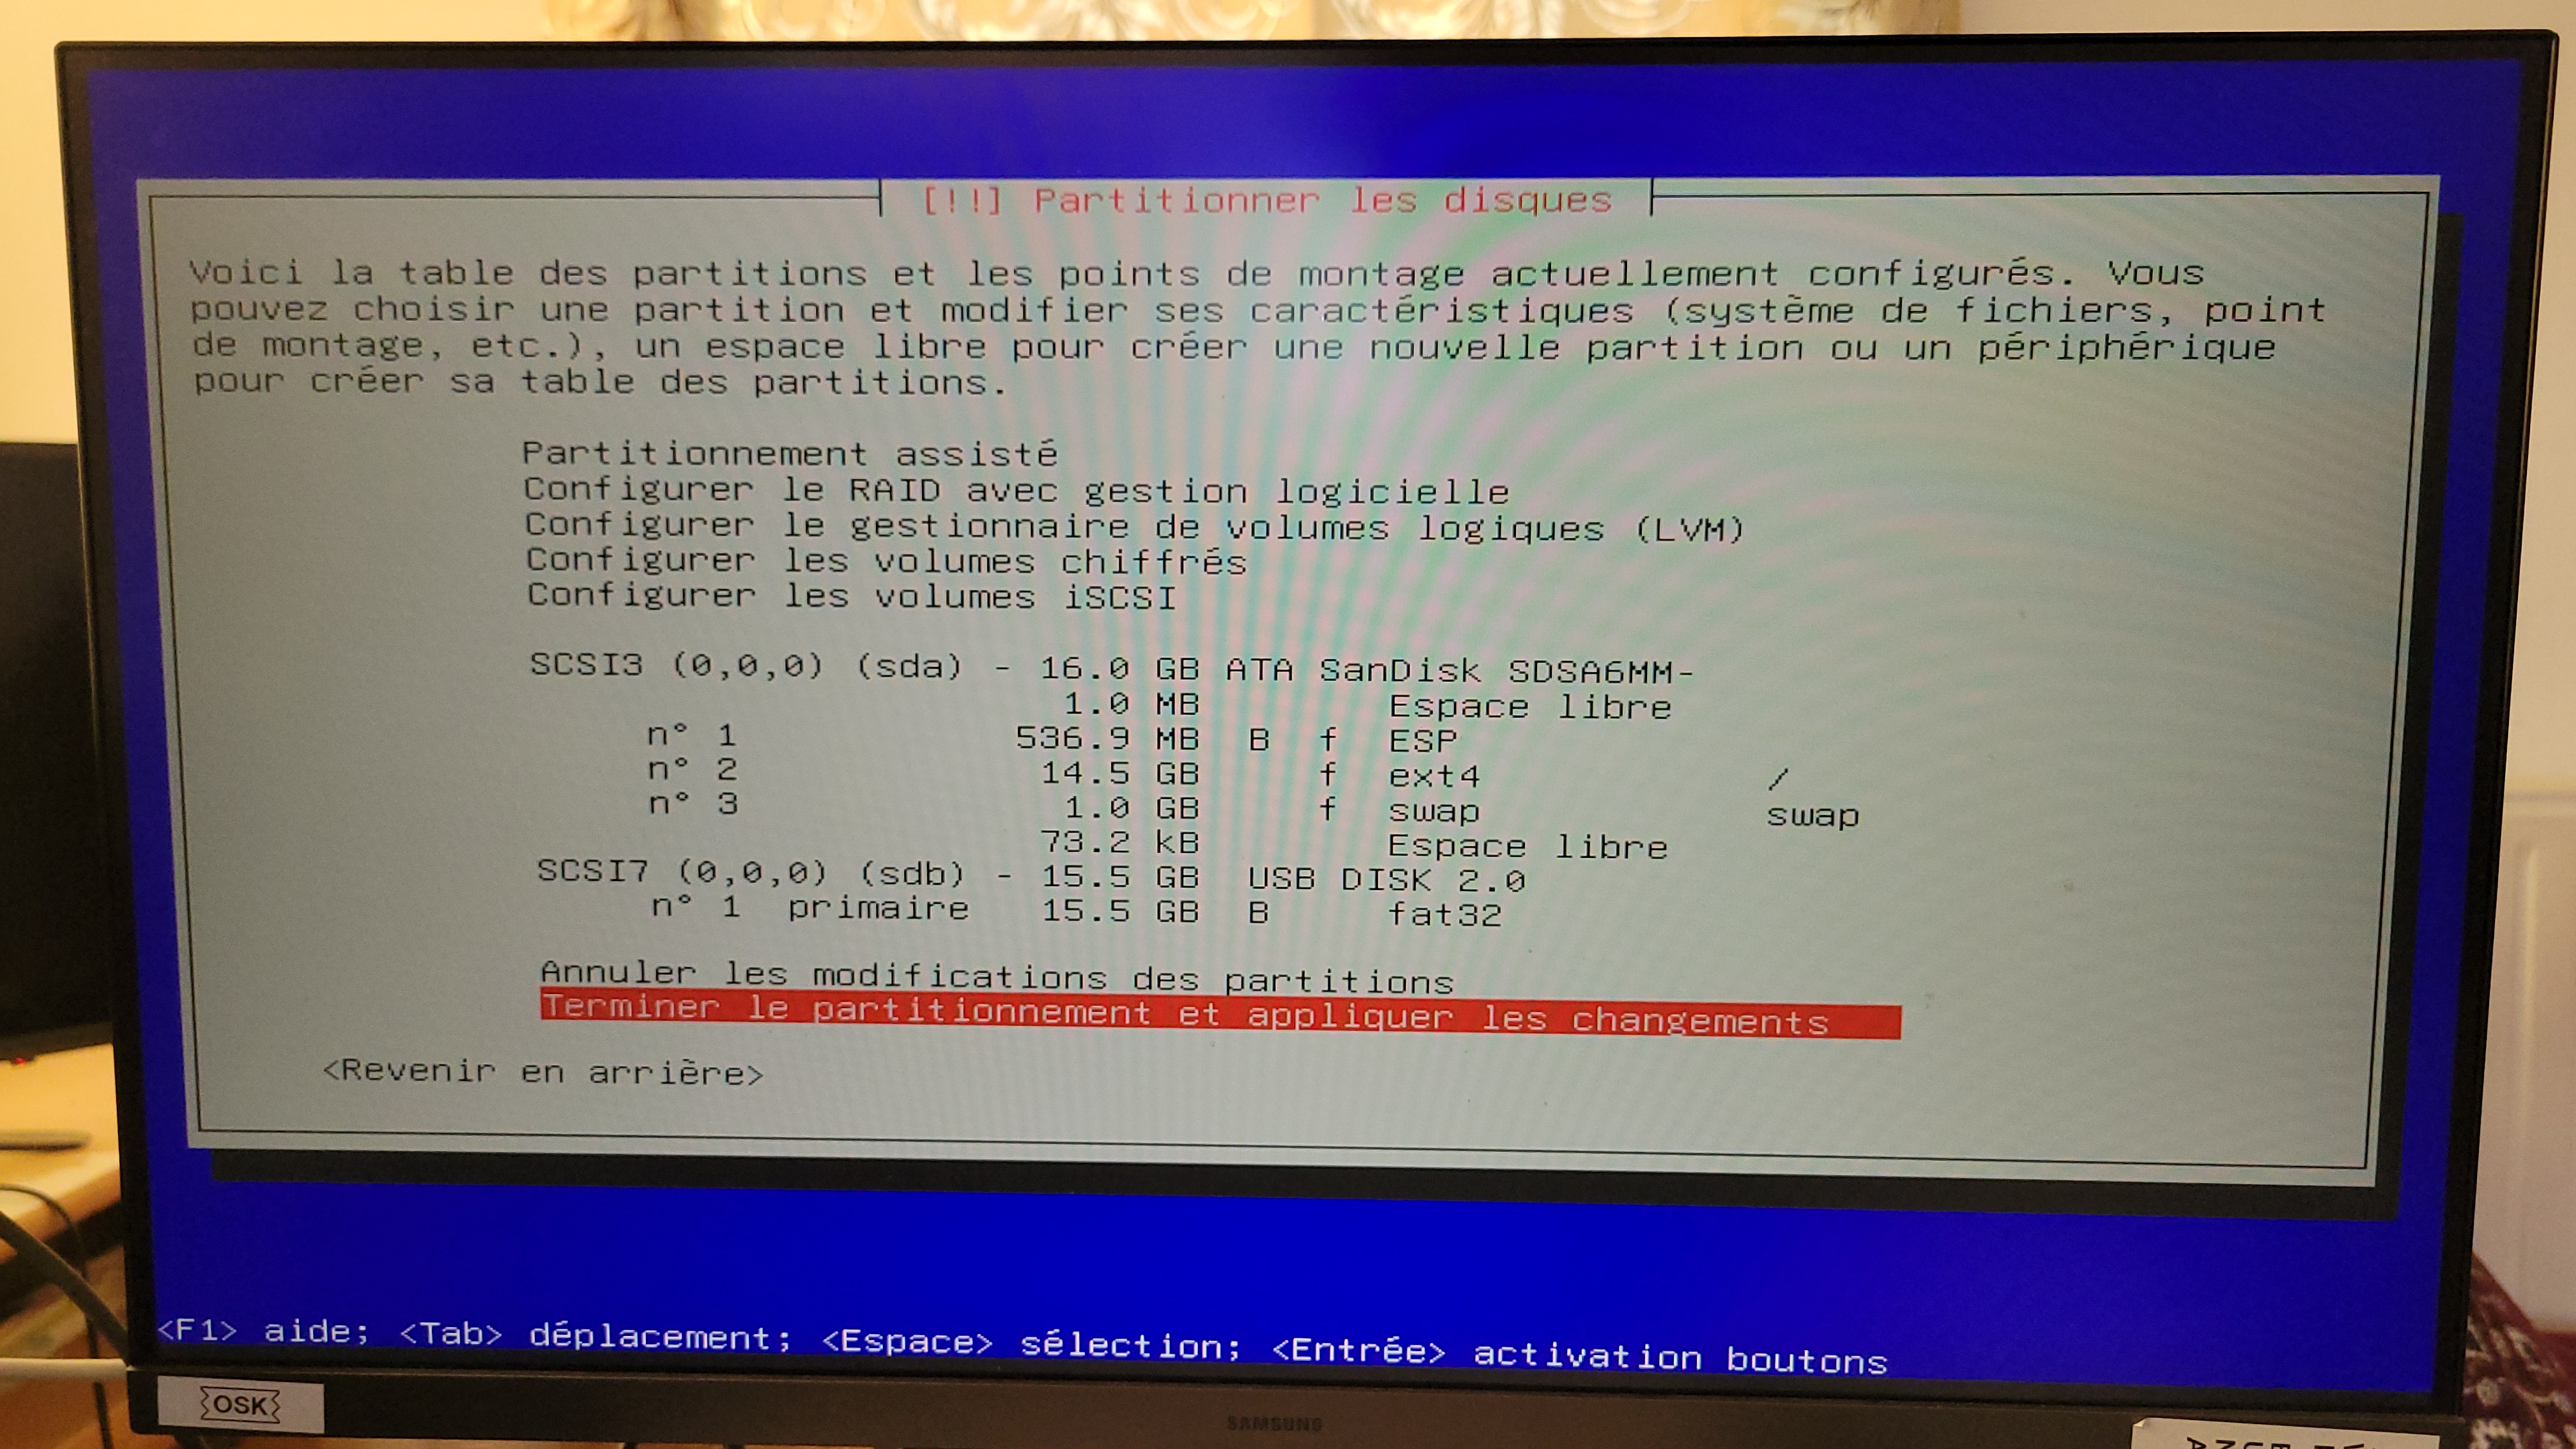 [!!] Partitionner les disques
Voici la table des partitions et les points de montage actuellement configurés. Vous
pouvez choisir une partition et modifier ses caractéristiques (système de fichiers, point
de montage, etc.), un espace libre pour créer une nouvelle partition ou un périphérique
pour créer sa table des partitions.
Partitionnement assisté
Configurer le RAID avec gestion logicielle
Configurer le gestionnaire de volumes logiques (LVM)
Configurer les volumes chiffrés
Configurer les volumes iSCSI
SCSI3 (0,0,0) (sda) - 16.0 GB ATA SanDisk SDSA6MM-
1.0 MB Espace libre
n° 1 536.9 MB B f ESP
n° 2 14.5 GB f ext4 /
n° 3 1.0 GB f swap swap
73.2 kB Espace libre
SCSI7 (0,0,0) (sdb) - 15.5 GB USB DISK 2.0
n° 1 primaire 15.5 GB B fat32
Annuler les modifications des partitions
Terminer le partitionnement et appliquer les changements
<Revenir en arrière>
<F1> aide; <Tab> déplacement; <Espace> sélection; <Entrée> activation boutons
OSK
SAMSUNG